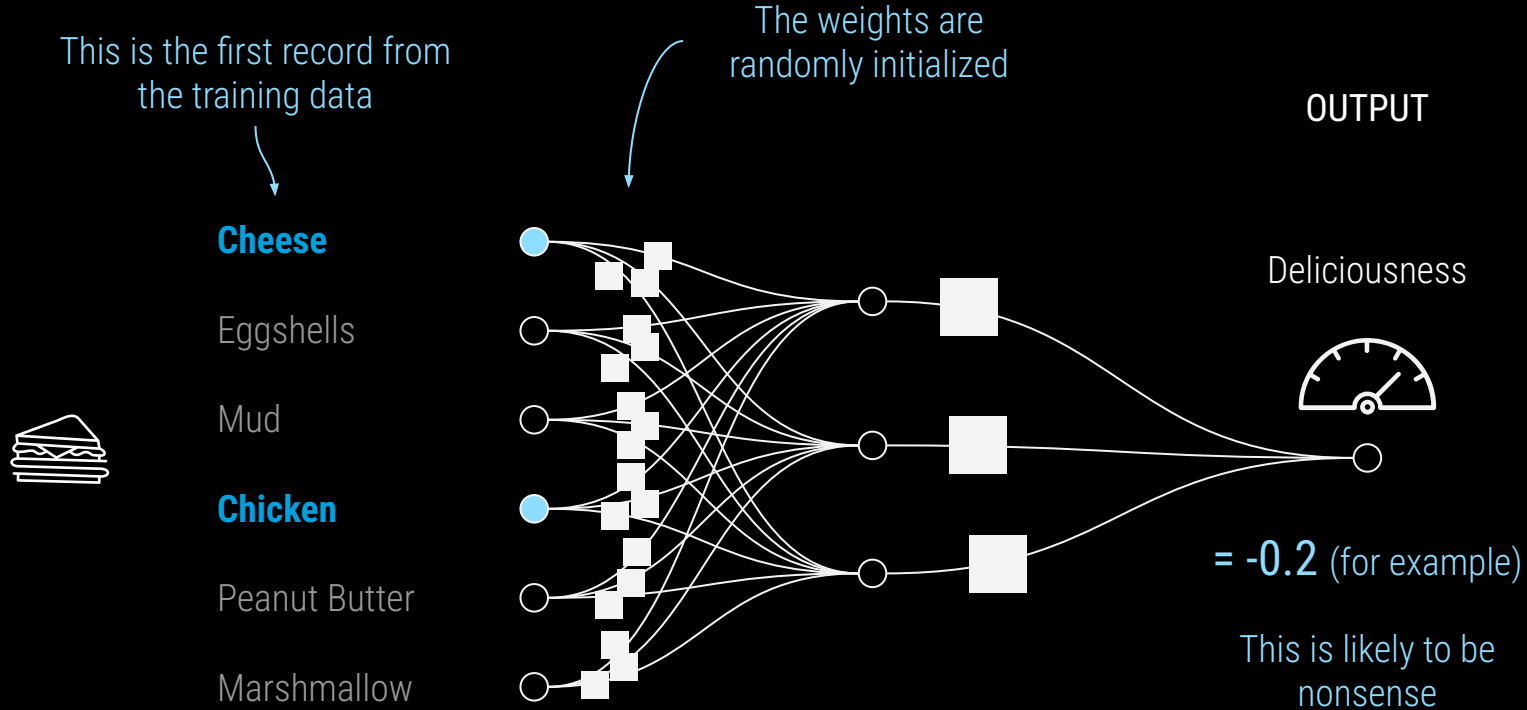 This is the first record from
the training data
The weights are
randomly initialized
OUTPUT
Cheese
Eggshells
Mud
Chicken
Peanut Butter
Marshmallow
Deliciousness
= -0.2 (for example)
This is likely to be
nonsense